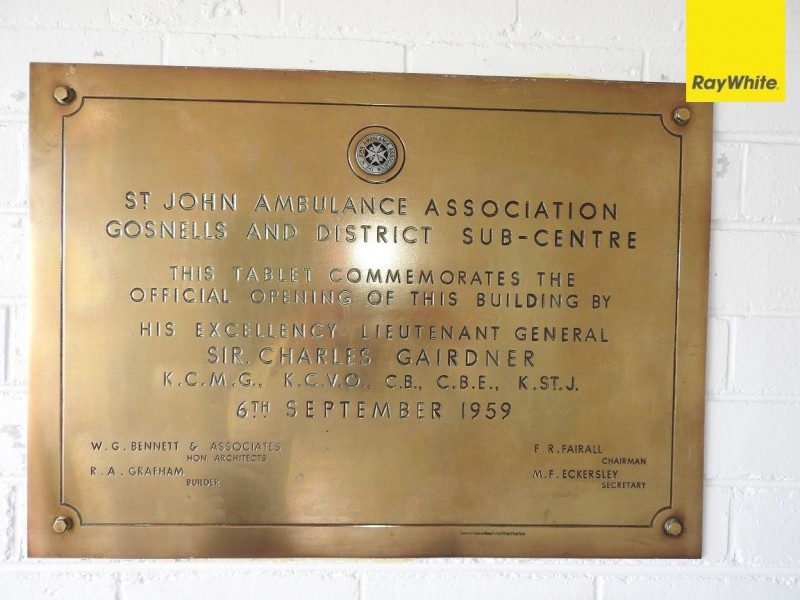 RayWhite.
ST JOHN AMBULANCE ASSOCIATION
GOSNELLS AND DISTRICT SUB-CENTRE
THIS TABLET COMMEMORATES THE
OFFICIAL OPENING OF THIS BUILDING BY
HIS EXCELLENCY LIEUTENANT GENERAL
SIR. CHARLES GAIRDNER
K.C.M.G., K.C.V.O., C.B., C.B.E., K.ST.J.
6TH SEPTEMBER 1959
W.G. BENNETT & ASSOCIATES
HON. ARCHITECTS
R.A. GRAFHAM
BUILDER
F.R. FAIRALL
CHAIRMAN
M.F. ECKERSLEY
SECRETARY